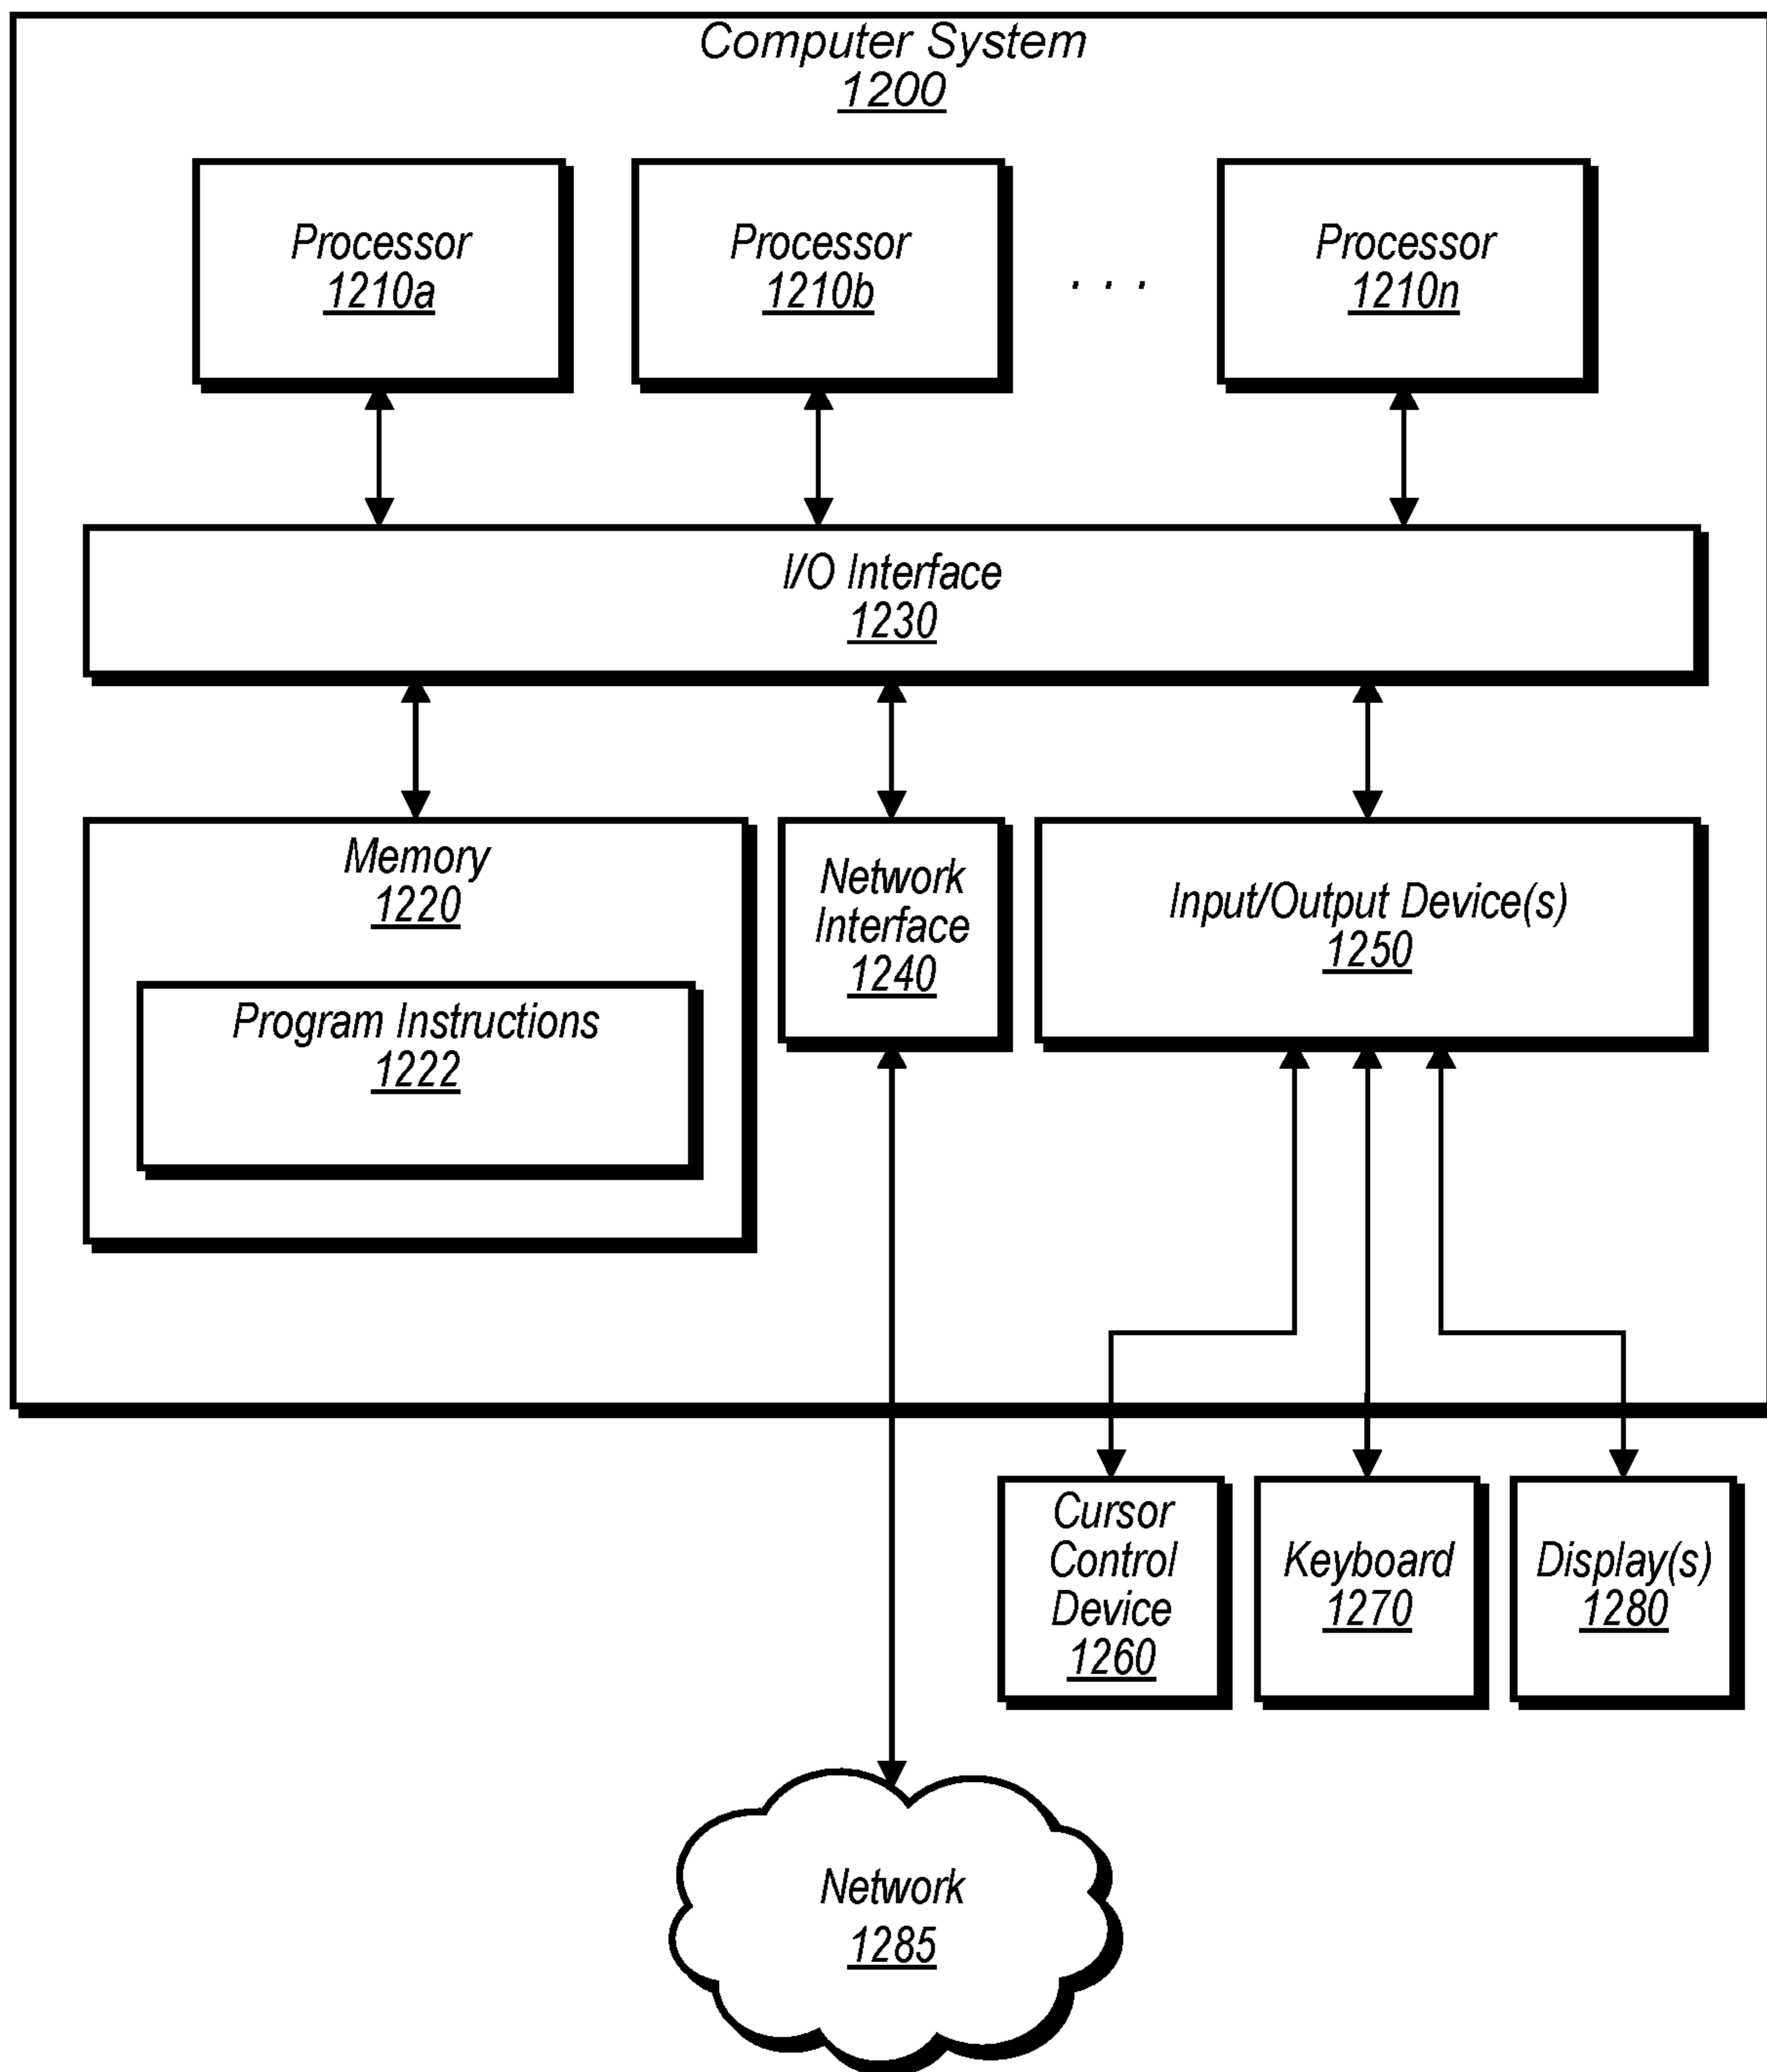 Computer System
1200
Processor
1210a
Processor
1210b
. . .
Processor
1210n
I/O Interface
1230
Memory
1220
Program Instructions
1222
Network
Interface
1240
Input/Output Device(s)
1250
Cursor
Control
Device
1260
Keyboard
1270
Display(s)
1280
Network
1285